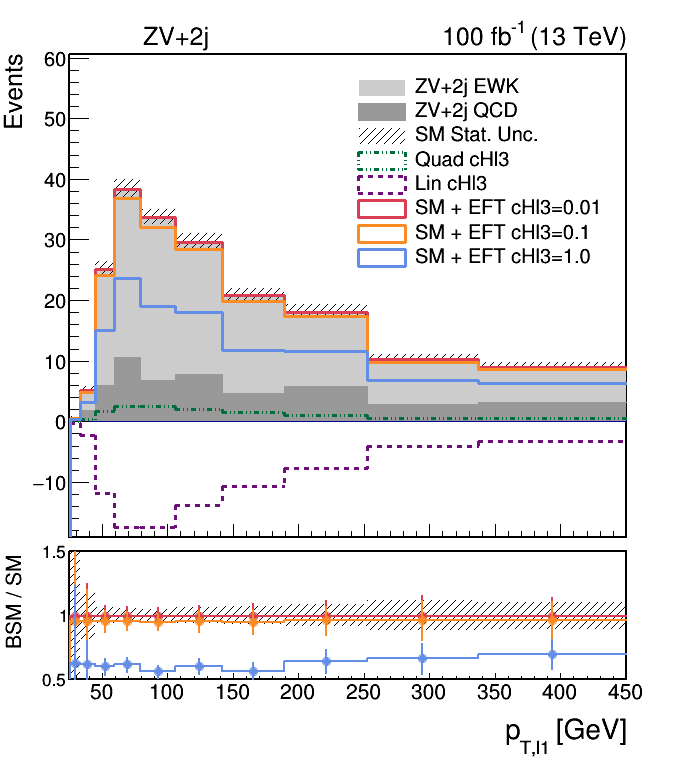 ZV+2j 100 fb-1 (13 TeV)
Events
60
50
40
30
20
10
0
−10
ZV+2j EWK
ZV+2j QCD
SM Stat. Unc.
Quad cHl3
Lin cHl3
SM + EFT cHl3=0.01
SM + EFT cHl3=0.1
SM + EFT cHl3=1.0
BSM / SM
1.5
1
0.5
50 100 150 200 250 300 350 400 450
pT,l1 [GeV]